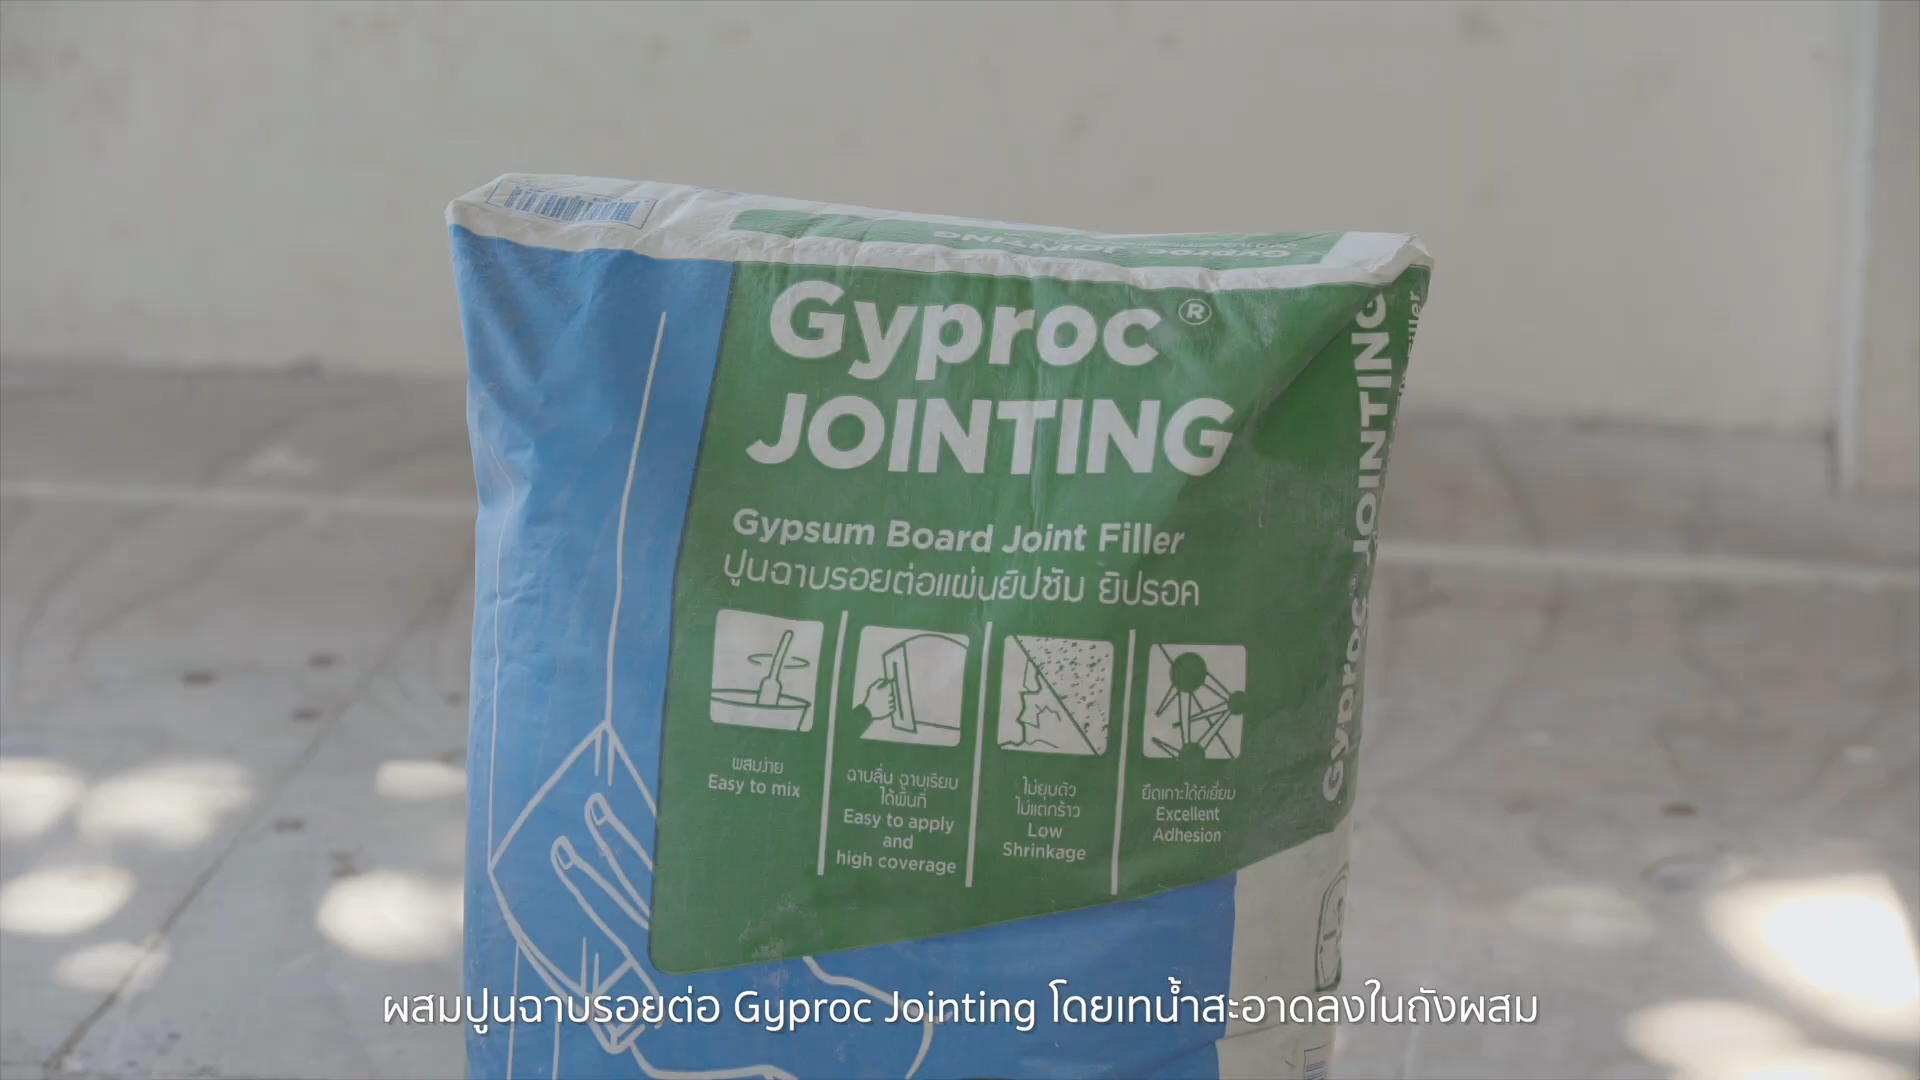 Gyproc JOINTING
Gyproc®
JOINTING
Gypsum Board Joint Filler
ปูนฉาบรอยต่อแผ่นยิปซัม ยิปรอค
ผสมง่าย
Easy to mix
ฉาบลื่น ฉาบเรียบ
ได้พื้นที่
Easy to apply
and
high coverage
ไม่ยุบตัว
ไม่แตกร้าว
Low
Shrinkage
ยึดเกาะได้ดีเยี่ยม
Excellent
Adhesion
Gyproc® JOINTING
ผสมปูนฉาบรอยต่อ Gyproc Jointing โดยเทน้ำสะอาดลงในถังผสม